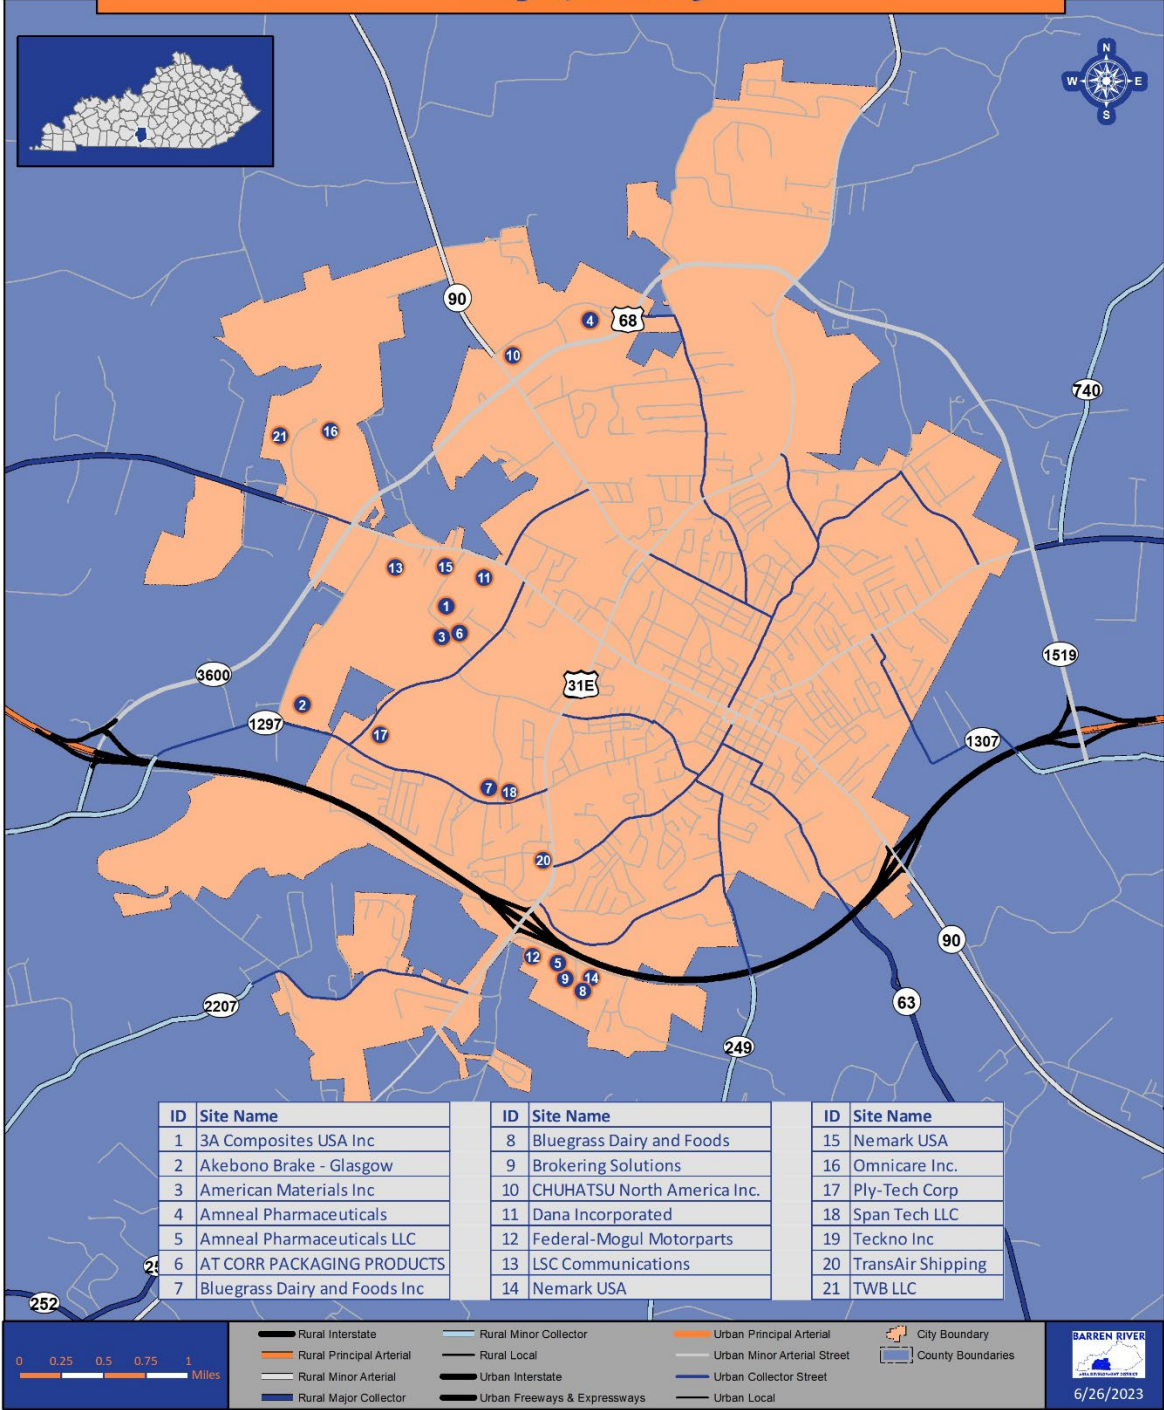 N
W E
S
90
4
68
10
740
21
16
13
15
11
1
3
6
3600
1519
31E
2
1297
17
1307
7
18
20
90
12
5
9
14
8
2207
63
249
ID Site Name
1 3A Composites USA Inc
2 Akebono Brake - Glasgow
3 American Materials Inc
4 Amneal Pharmaceuticals
5 Amneal Pharmaceuticals LLC
6 AT CORR PACKAGING PRODUCTS
7 Bluegrass Dairy and Foods Inc
ID Site Name
8 Bluegrass Dairy and Foods
9 Brokering Solutions
10 CHUHATSU North America Inc.
11 Dana Incorporated
12 Federal-Mogul Motorparts
13 LSC Communications
14 Nemark USA
ID Site Name
15 Nemark USA
16 Omnicare Inc.
17 Ply-Tech Corp
18 Span Tech LLC
19 Teckno Inc
20 TransAir Shipping
21 TWB LLC
252
0 0.25 0.5 0.75 1
Miles
Rural Interstate
Rural Principal Arterial
Rural Minor Arterial
Rural Major Collector
Rural Minor Collector
Rural Local
Urban Interstate
Urban Freeways & Expressways
Urban Principal Arterial
Urban Minor Arterial Street
Urban Collector Street
Urban Local
City Boundary
County Boundaries
BARREN RIVER
AREA DEVELOPMENT DISTRICT
6/26/2023